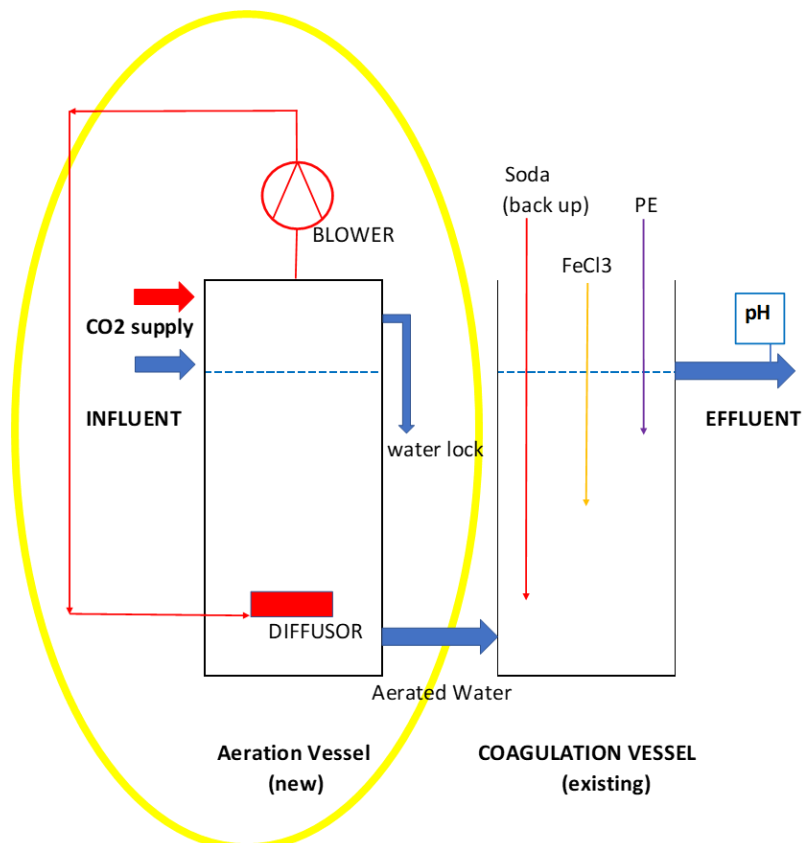 Soda
(back up)
PE
BLOWER
FeCl3
CO2 supply
pH
INFLUENT
EFFLUENT
water lock
DIFFUSOR
Aerated Water
Aeration Vessel
(new)
COAGULATION VESSEL
(existing)